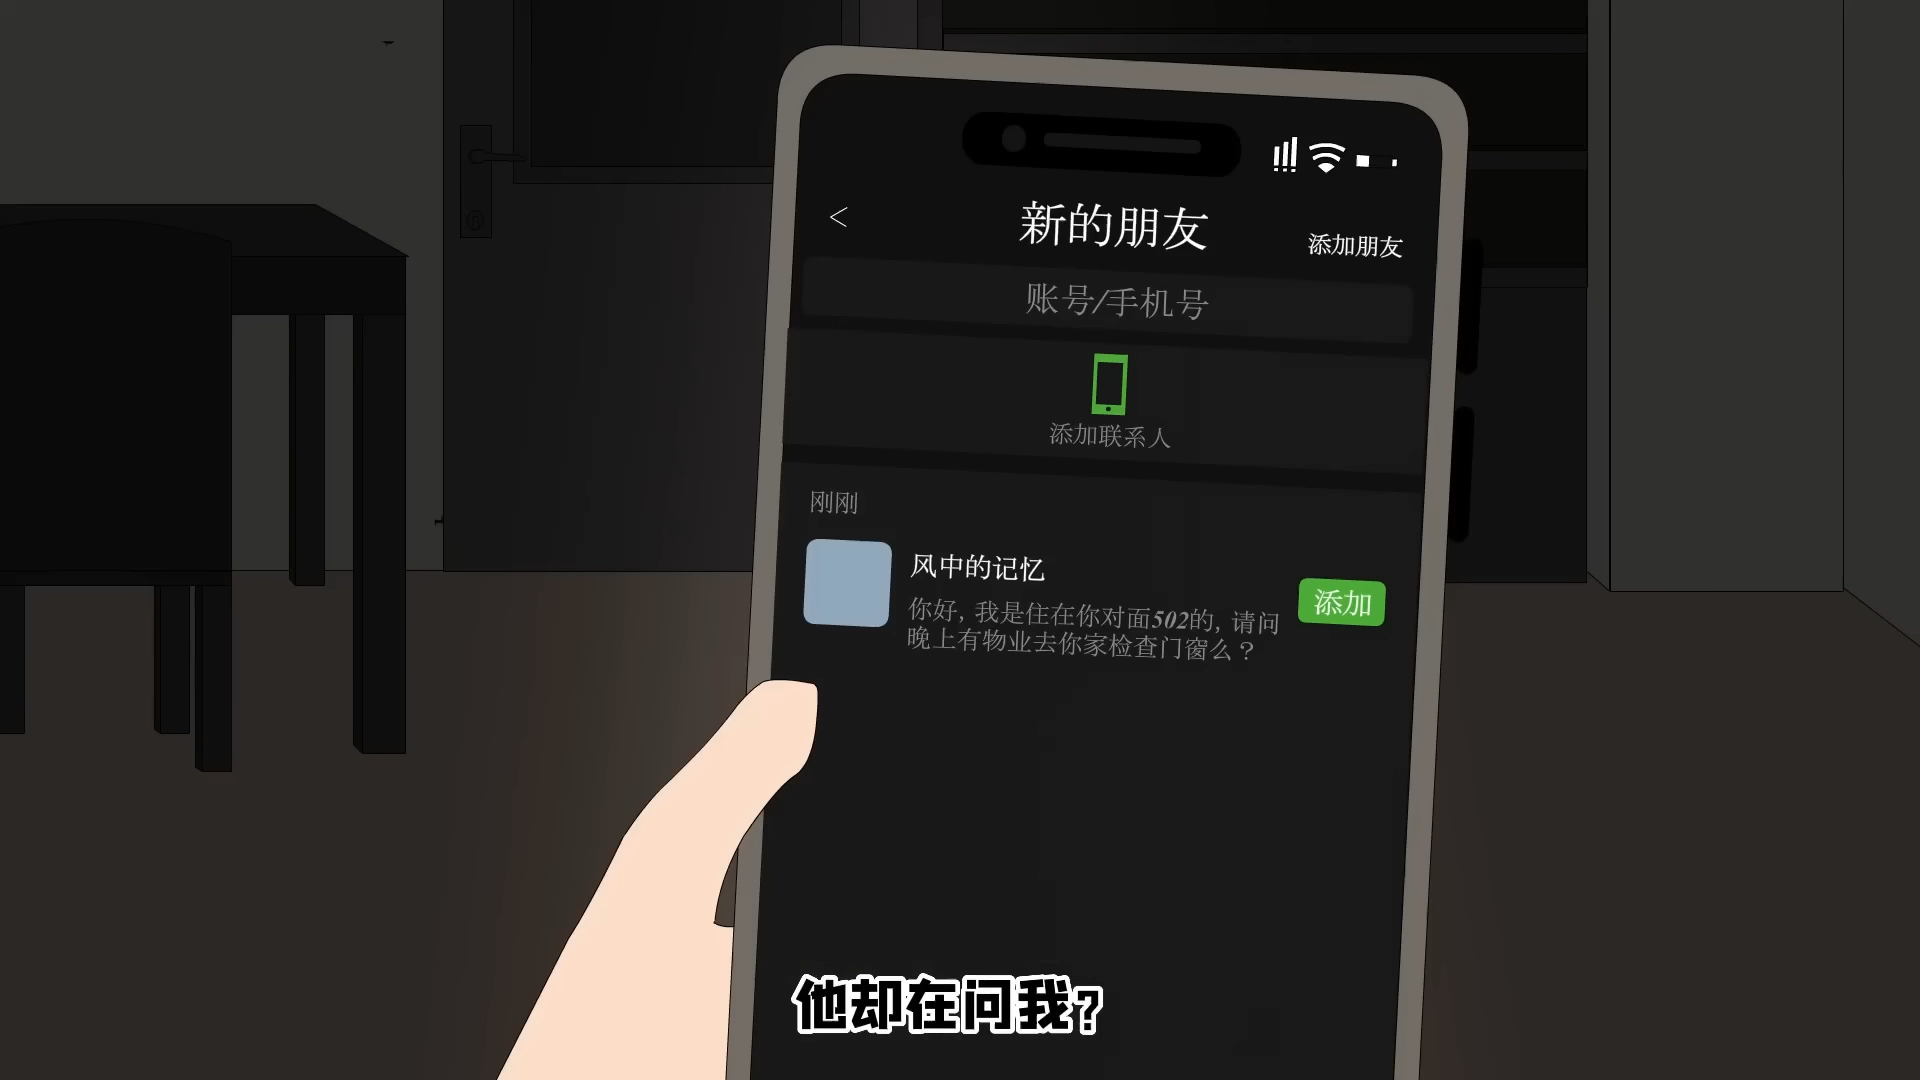 新的朋友
添加朋友
账号/手机号
添加联系人
刚刚
风中的记忆
你好,我是住在你对面502的,请问
晚上有物业去你家检查门窗么?
添加
他却在问我?